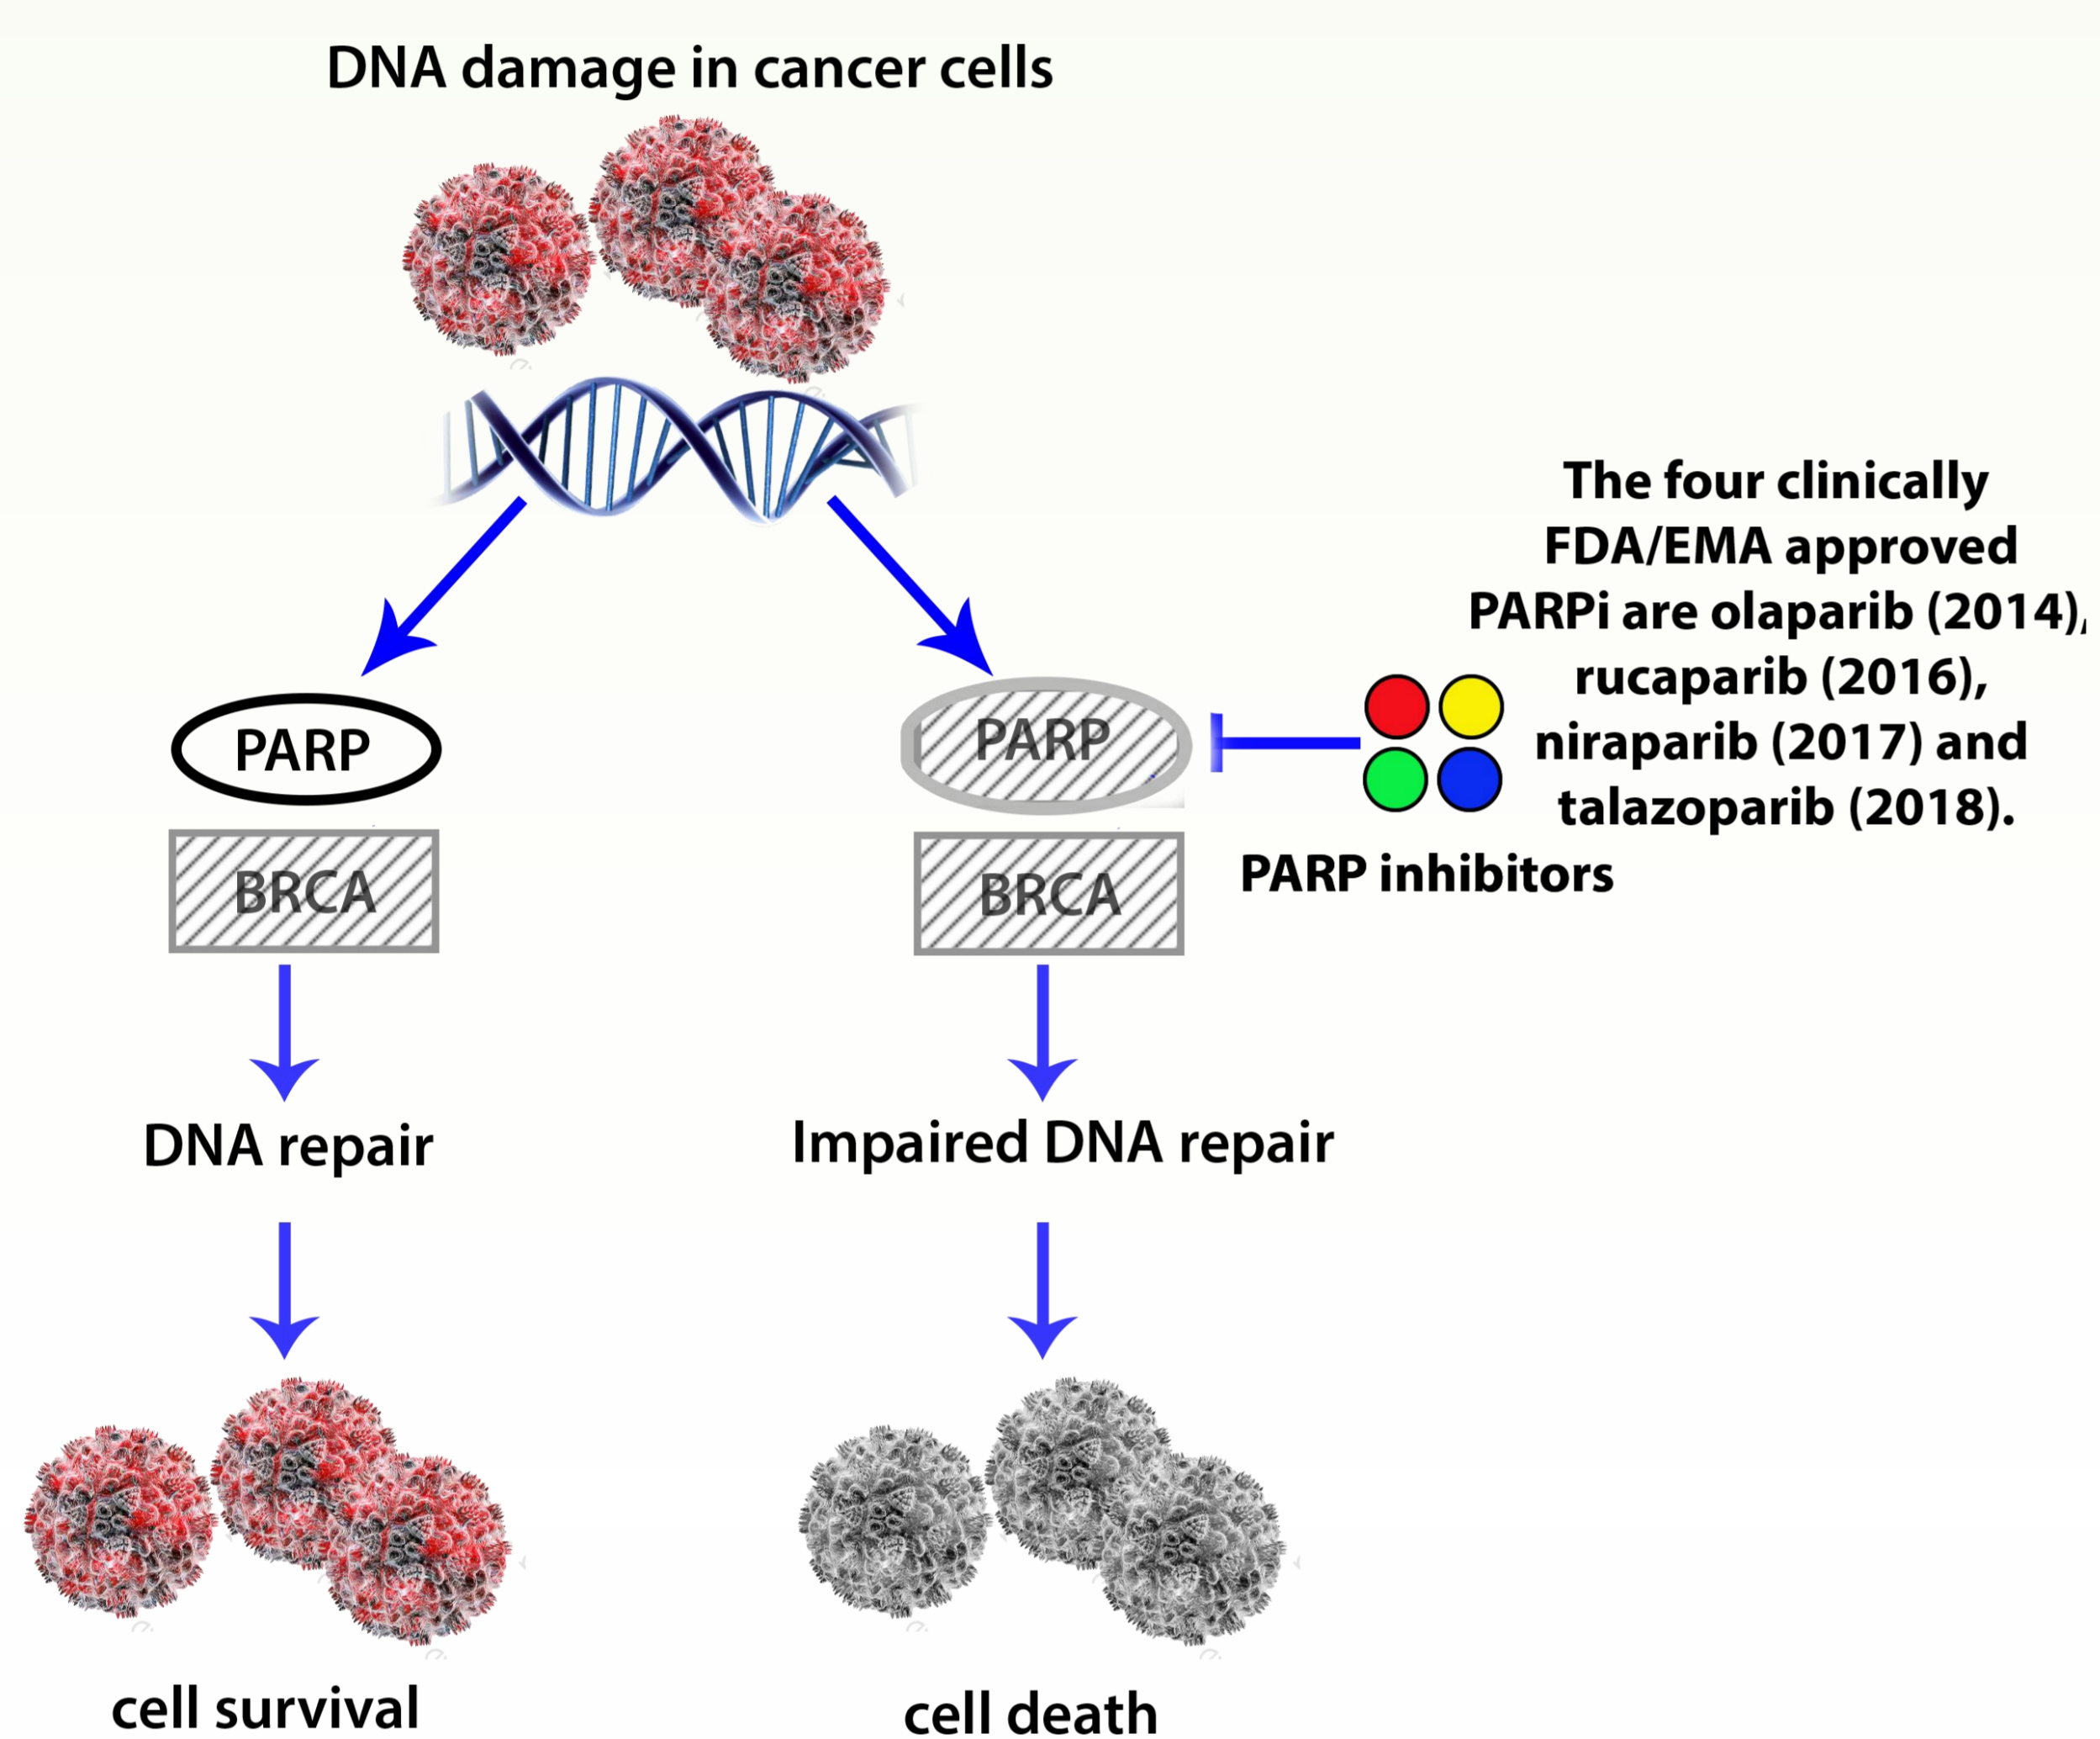 DNA damage in cancer cells
The four clinically
FDA/EMA approved
PARPi are olaparib (2014),
rucaparib (2016),
niraparib (2017) and
talazoparib (2018).
PARP
PARP
BRCA
BRCA
PARP inhibitors
DNA repair
Impaired DNA repair
cell survival
cell death